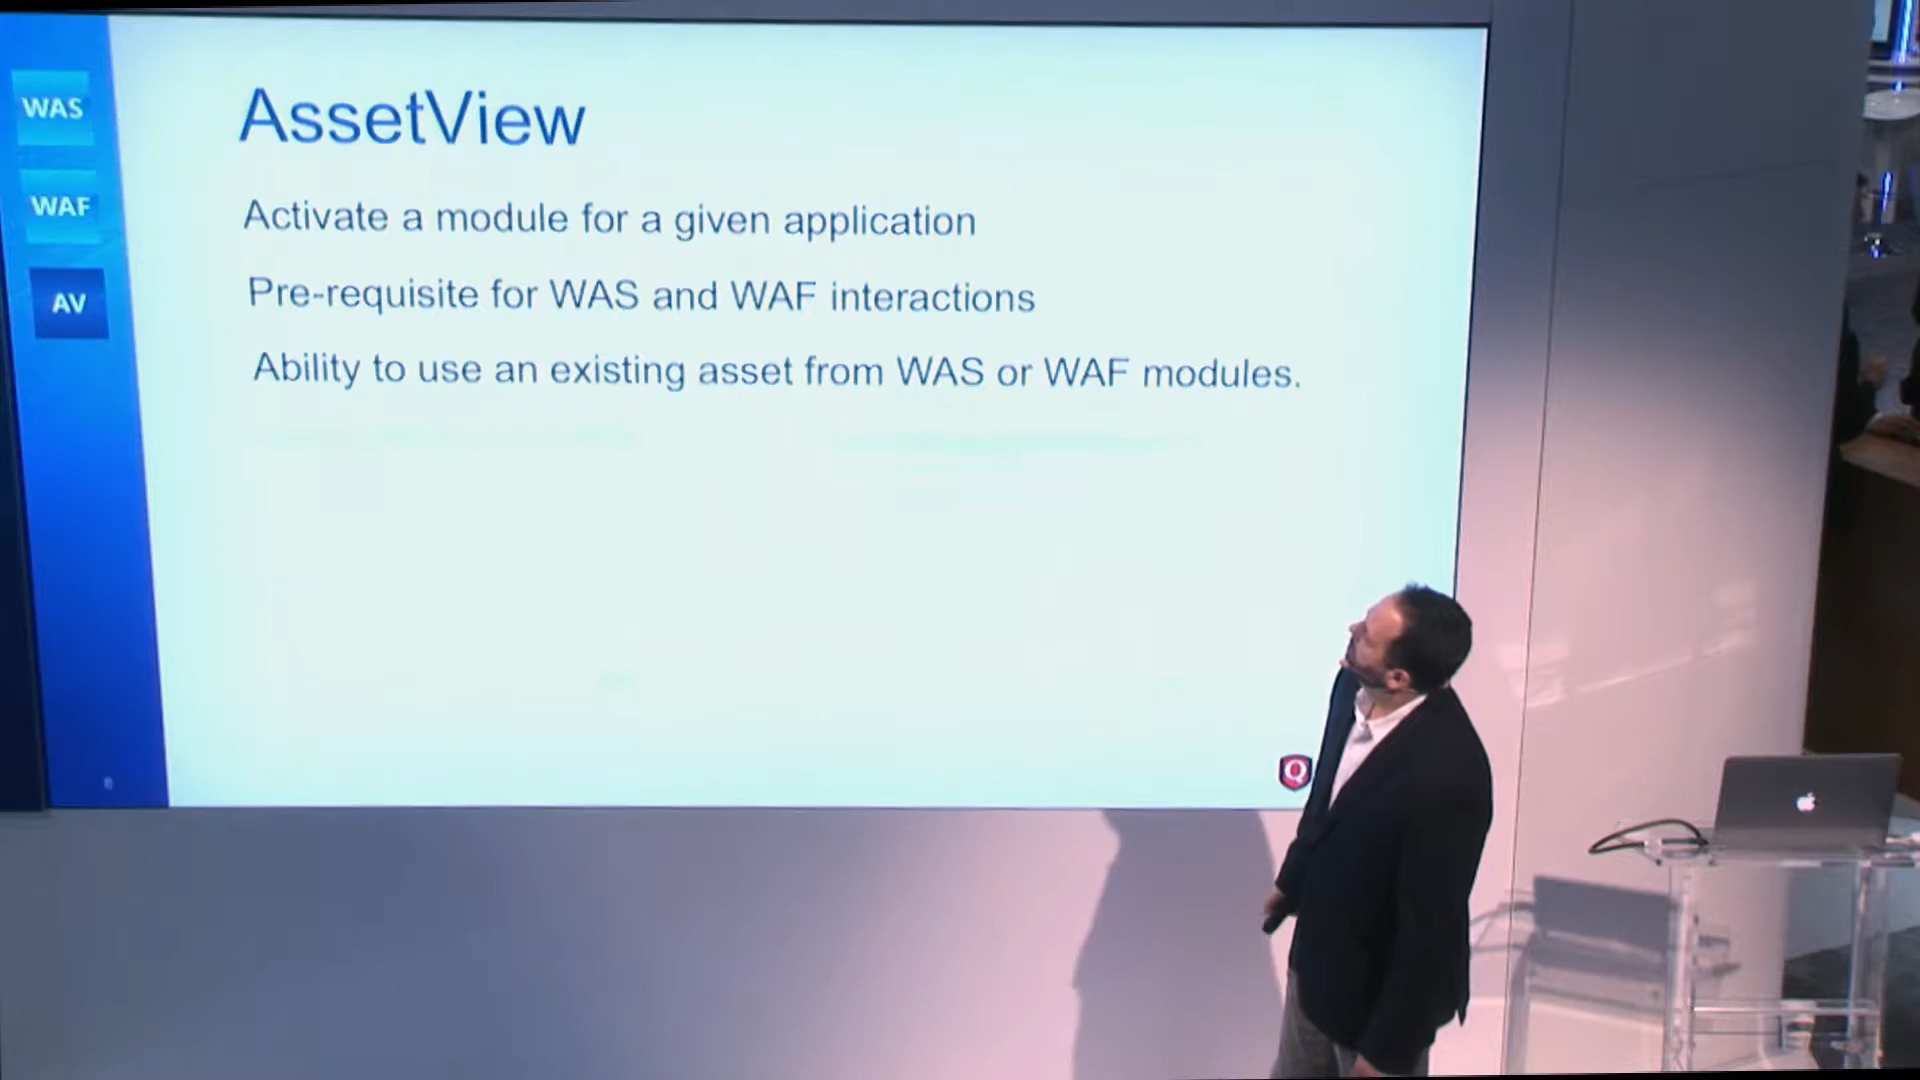 WAS
WAF
AV
AssetView
Activate a module for a given application
Pre-requisite for WAS and WAF interactions
Ability to use an existing asset from WAS or WAF modules.
Q